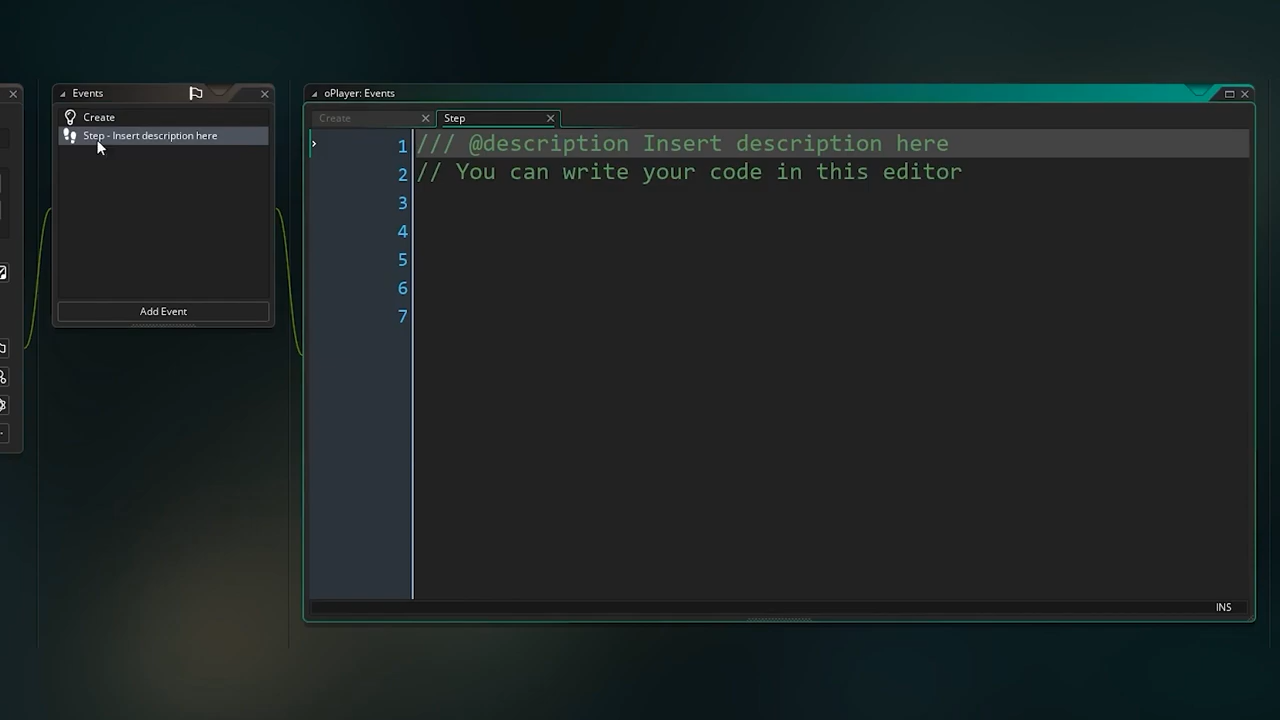 Events
Create
Step - Insert description here
Add Event
oPlayer: Events
Create
Step
1 /// @description Insert description here
2 // You can write your code in this editor
3
4
5
6
7
INS